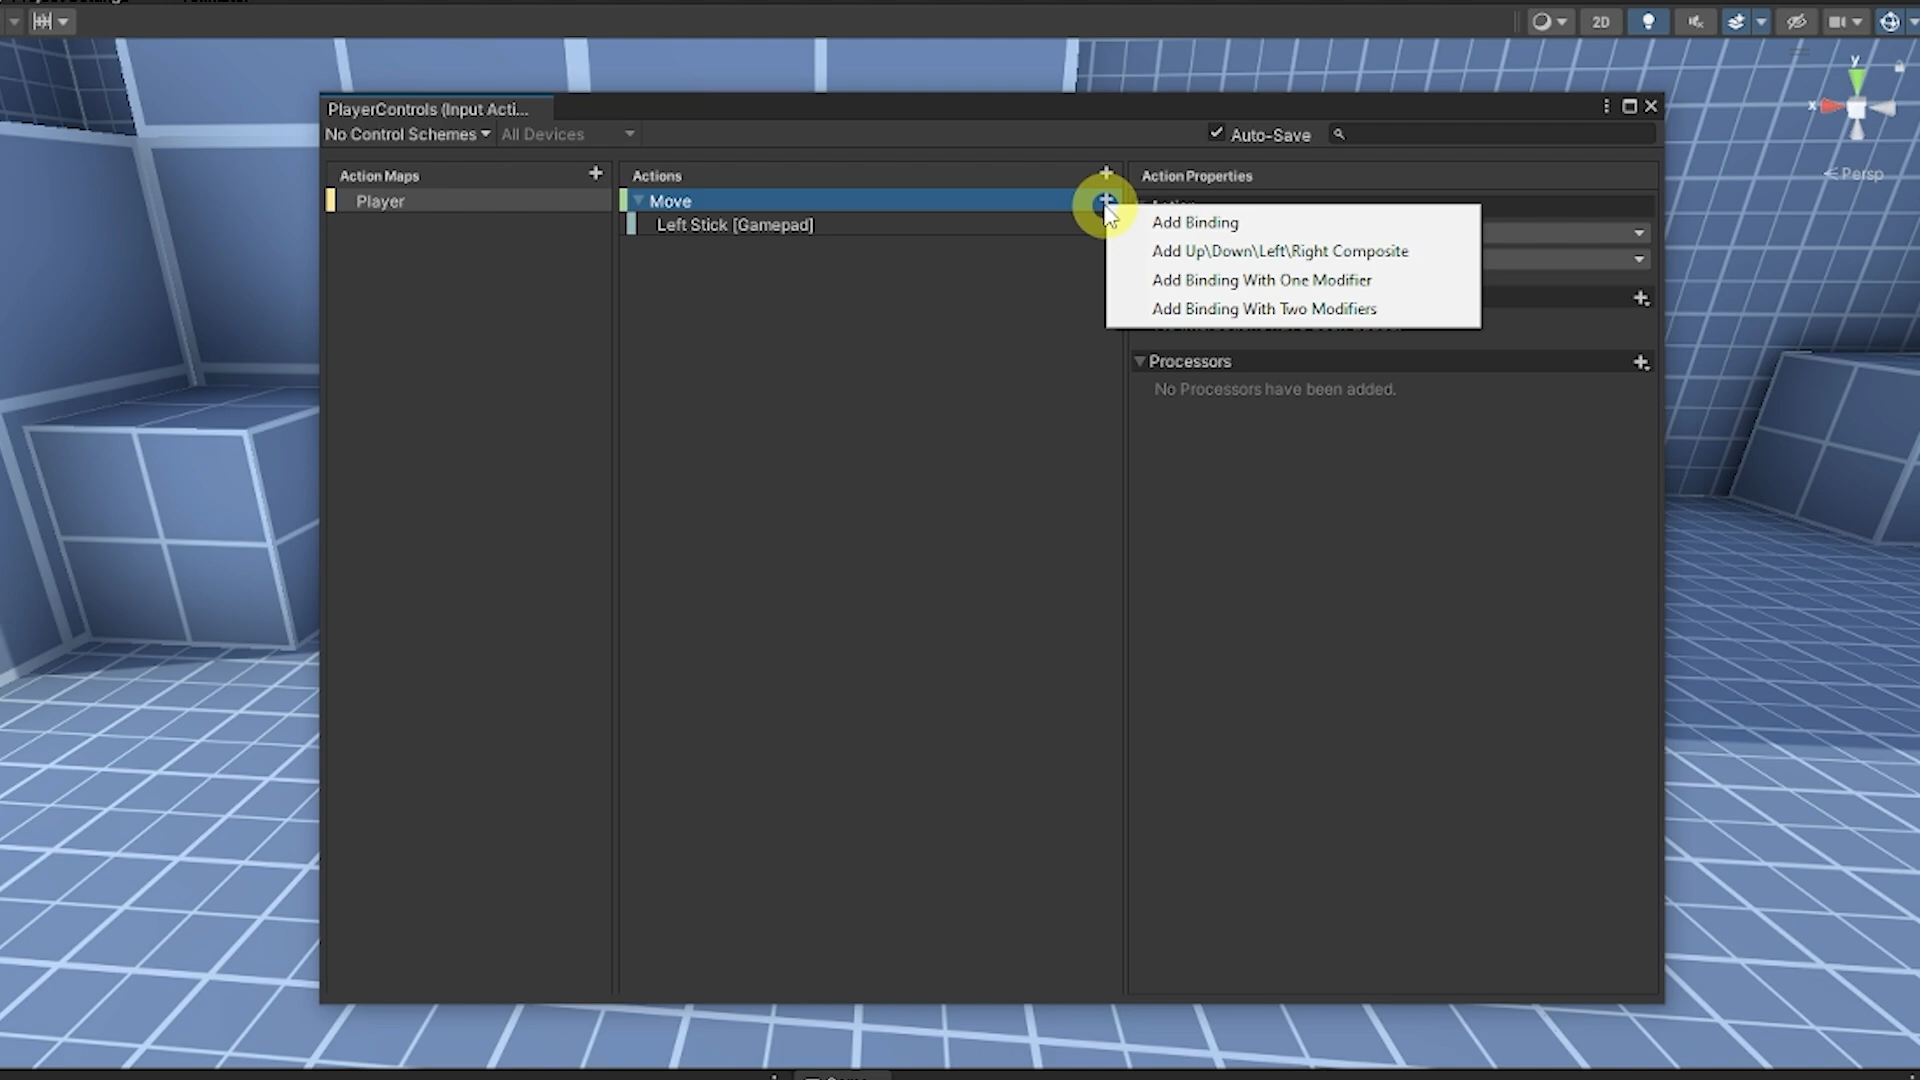 2D
PlayerControls (Input Acti...
No Control Schemes
All Devices
Auto-Save
Action Maps
Actions
Action Properties
Player
Move
Left Stick [Gamepad]
Add Binding
Add Up\Down\Left\Right Composite
Add Binding With One Modifier
Add Binding With Two Modifiers
Processors
No Processors have been added.
y
x
Persp